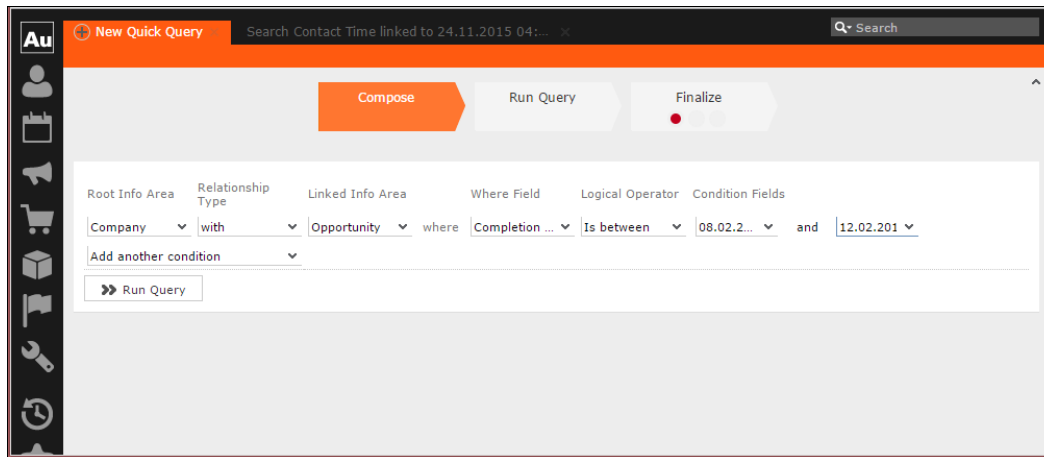 Au
New Quick Query
Search Contact Time linked to 24.11.2015 04:...
Search
Compose
Run Query
Finalize
Root Info Area
Relationship Type
Linked Info Area
Where Field
Logical Operator
Condition Fields
Company
with
Opportunity
where
Completion ...
Is between
08.02.2...
and
12.02.201
Add another condition
Run Query